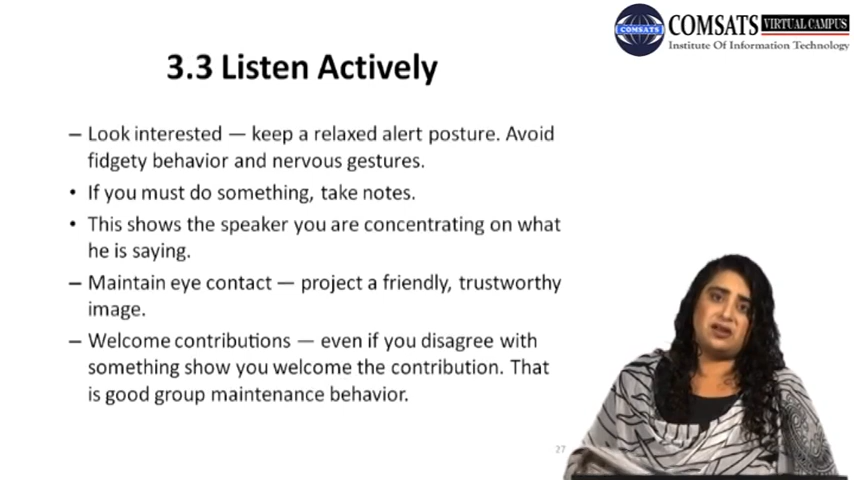 COMSATS VIRTUAL CAMPUS
COMSATS
Institute Of Information Technology
3.3 Listen Actively
– Look interested — keep a relaxed alert posture. Avoid
fidgety behavior and nervous gestures.
• If you must do something, take notes.
• This shows the speaker you are concentrating on what
he is saying.
– Maintain eye contact — project a friendly, trustworthy
image.
– Welcome contributions — even if you disagree with
something show you welcome the contribution. That
is good group maintenance behavior.
27